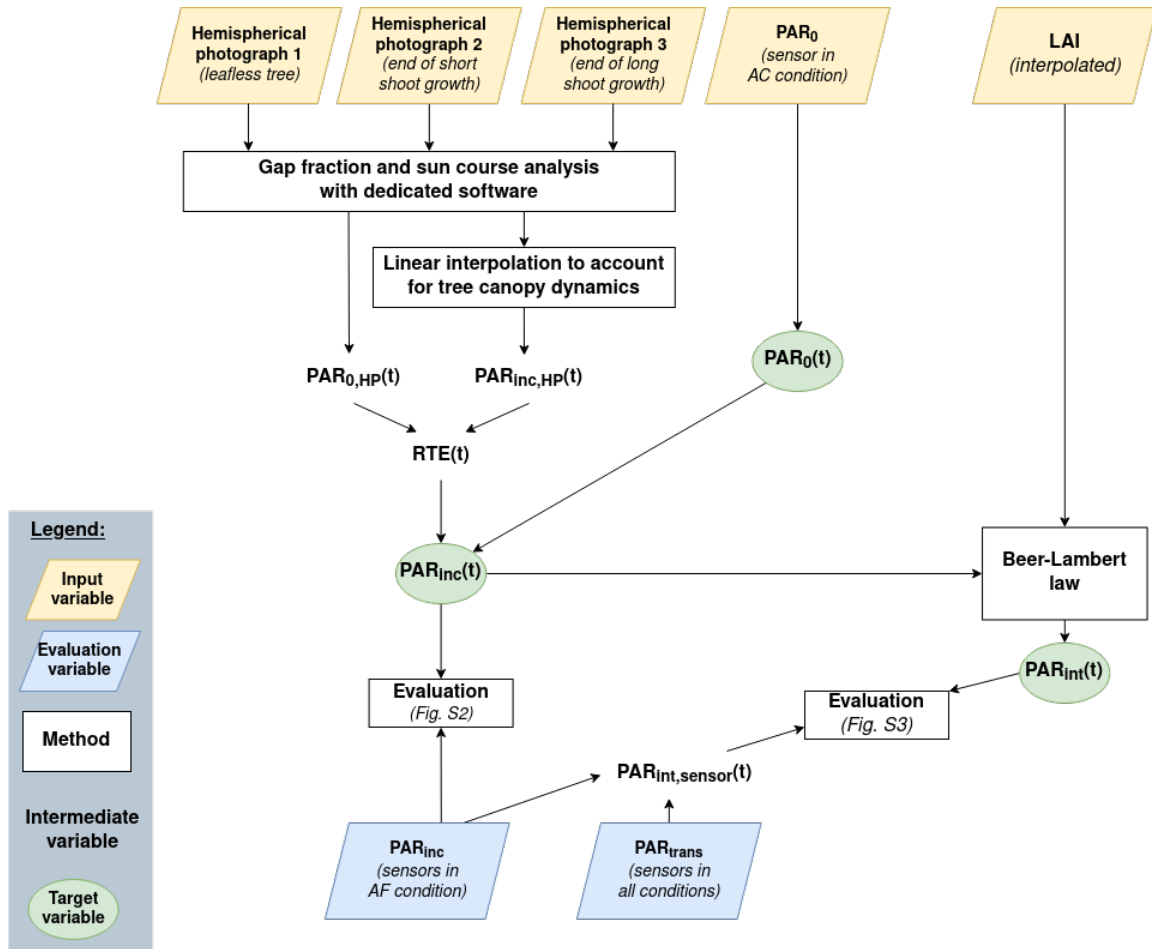 Hemispherical
photograph 1
(leafless tree)
Hemispherical
photograph 2
(end of short
shoot growth)
Hemispherical
photograph 3
(end of long
shoot growth)
PAR0
(sensor in
AC condition)
LAI
(interpolated)
Gap fraction and sun course analysis
with dedicated software
Linear interpolation to account
for tree canopy dynamics
PAR0(t)
PAR0,HP(t)
PARinc,HP(t)
RTE(t)
PARinc(t)
Beer-Lambert
law
PARint(t)
Evaluation
(Fig. S2)
Evaluation
(Fig. S3)
PARint,sensor(t)
PARinc
(sensors in
AF condition)
PARtrans
(sensors in
all conditions)
Legend:
Input
variable
Evaluation
variable
Method
Intermediate
variable
Target
variable